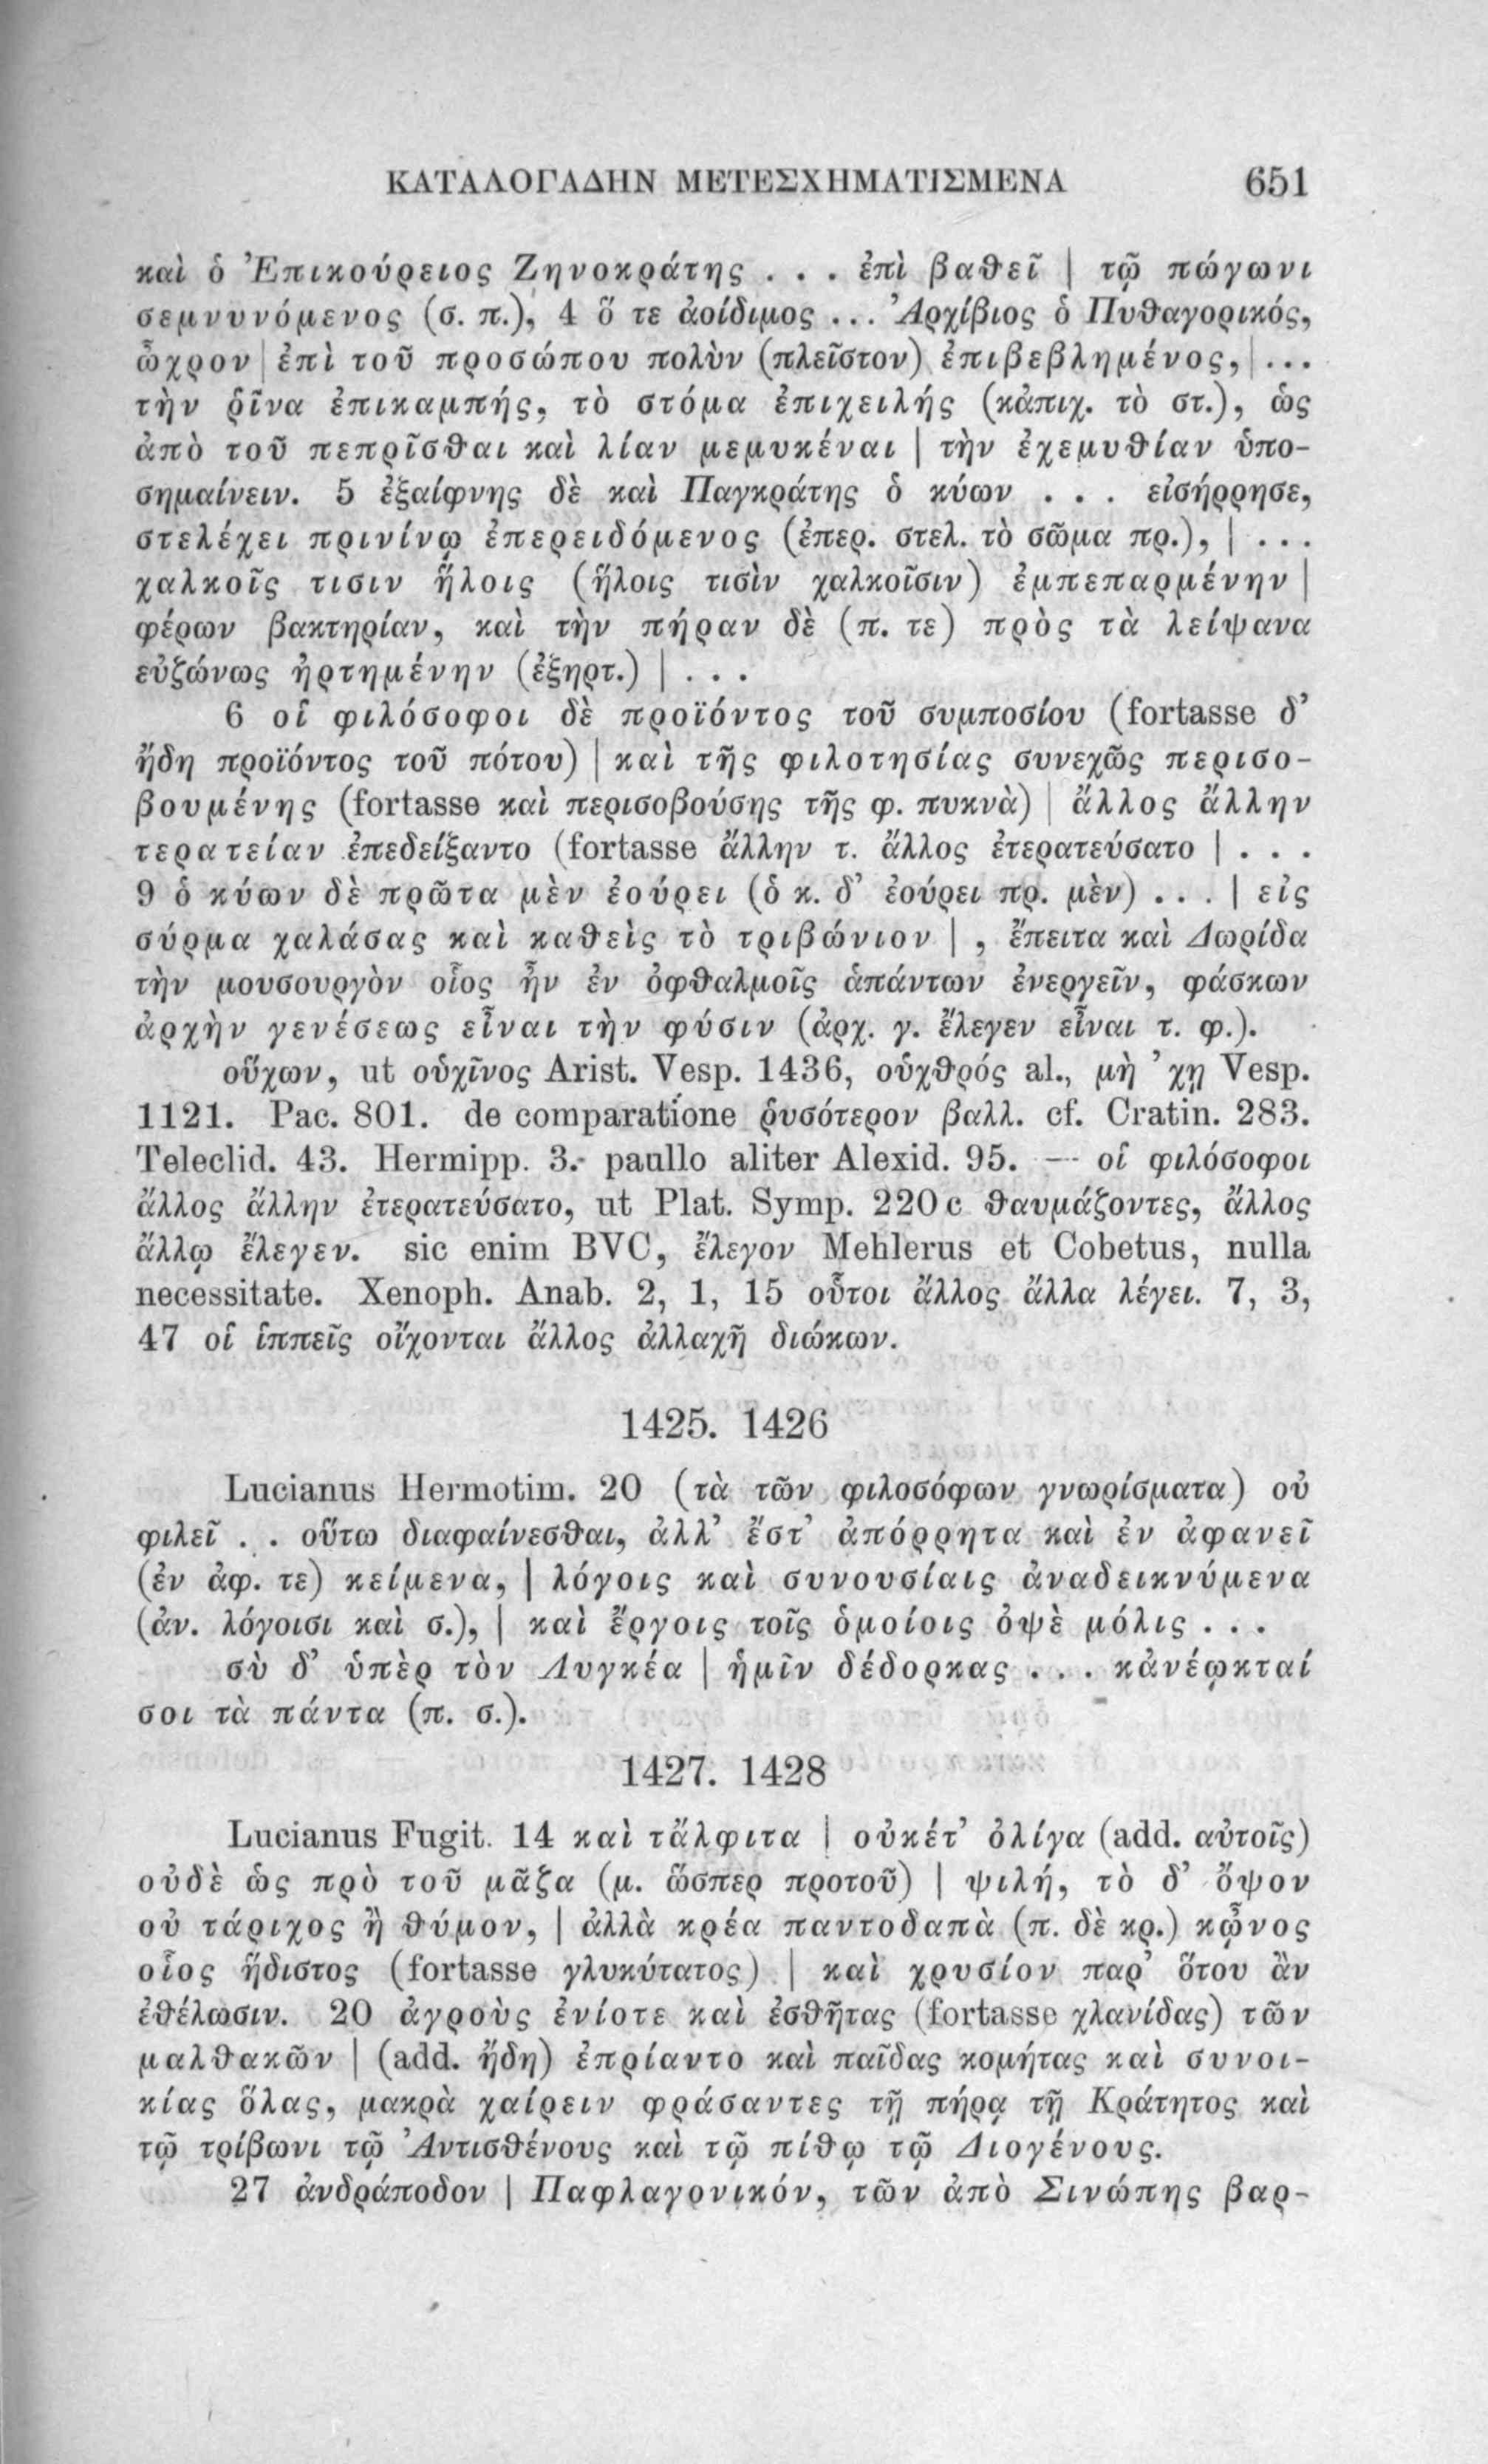 ΚΑΤΑΛΟΓΑΔΗΝ ΜΕΤΕΣΧΗΜΑΤΙΣΜΕΝΑ 651
καὶ ὁ Ἐπικούρειος Ζηνοκράτης . . . ἐπὶ βαθεῖ | τῷ πώγωνι
σεμνυνόμενος (σ. π.), 4 ὅ τε ἀοίδιμος ... Ἀρχίβιος ὁ Πυθαγορικός,
ὦχρον | ἐπὶ τοῦ προσώπου πολὺν (πλεῖστον) ἐπιβεβλημένος, | ...
τὴν ῥῖνα ἐπικαμπής, τὸ στόμα ἐπιχειλής (κἀπιχ. τὸ στ.), ὡς
ἀπὸ τοῦ πεπρῖσθαι καὶ λίαν μεμυκέναι | τὴν ἐχεμυθίαν ὑπο-
σημαίνειν. 5 ἐξαίφνης δὲ καὶ Παγκράτης ὁ κύων . . . εἰσήρρησε,
στελέχει πρινίνῳ ἐπερειδόμενος (ἐπερ. στελ. τὸ σῶμα πρ.), | . . .
χαλκοῖς τισιν ἥλοις (ἥλοις τισὶν χαλκοῖσιν) ἐμπεπαρμένην |
φέρων βακτηρίαν, καὶ τὴν πήραν δὲ (π. τε) πρὸς τὰ λείψανα
εὐζώνως ἠρτημένην (ἐξηρτ.) | . . .
6 οἱ φιλόσοφοι δὲ προϊόντος τοῦ συμποσίου (fortasse δ’
ἤδη προϊόντος τοῦ πότου) | καὶ τῆς φιλοτησίας συνεχῶς περισο-
βουμένης (fortasse καὶ περισοβούσης τῆς φ. πυκνὰ) | ἄλλος ἄλλην
τερατείαν ἐπεδείξαντο (fortasse ἄλλην τ. ἄλλος ἐτερατεύσατο | . . .
9 ὁ κύων δὲ πρῶτα μὲν ἐούρει (ὁ κ. δ’ ἐούρει πρ. μὲν) . . . | εἰς
σύρμα χαλάσας καὶ καθεὶς τὸ τριβώνιον | , ἔπειτα καὶ Δωρίδα
τὴν μουσουργὸν οἷος ἦν ἐν ὀφθαλμοῖς ἁπάντων ἐνεργεῖν, φάσκων
ἀρχὴν γενέσεως εἶναι τὴν φύσιν (ἀρχ. γ. ἔλεγεν εἶναι τ. φ.).
οὕχων, ut οὑχῖνος Arist. Vesp. 1436, οὑχθρός al., μὴ ’χῃ Vesp.
1121. Pac. 801. de comparatione ῥυσότερον βαλλ. cf. Cratin. 283.
Teleclid. 43. Hermipp. 3. paullo aliter Alexid. 95. — οἱ φιλόσοφοι
ἄλλος ἄλλην ἐτερατεύσατο, ut Plat. Symp. 220 c θαυμάζοντες, ἄλλος
ἄλλῳ ἔλεγεν. sic enim BVC, ἔλεγον Mehlerus et Cobetus, nulla
necessitate. Xenoph. Anab. 2, 1, 15 οὗτοι ἄλλος ἄλλα λέγει. 7, 3,
47 οἱ ἱππεῖς οἴχονται ἄλλος ἀλλαχῇ διώκων.
1425. 1426
Lucianus Hermotim. 20 (τὰ τῶν φιλοσόφων γνωρίσματα) οὐ
φιλεῖ . . οὕτω διαφαίνεσθαι, ἀλλ’ ἔστ’ ἀπόρρητα καὶ ἐν ἀφανεῖ
(ἐν ἀφ. τε) κείμενα, | λόγοις καὶ συνουσίαις ἀναδεικνύμενα
(ἀν. λόγοισι καὶ σ.), | καὶ ἔργοις τοῖς ὁμοίοις ὀψὲ μόλις . . .
σὺ δ’ ὑπὲρ τὸν Λυγκέα | ἡμῖν δέδορκας . . . κἀνέῳκταί
σοι τὰ πάντα (π. σ.).
1427. 1428
Lucianus Fugit. 14 καὶ τἄλφιτα | οὐκέτ’ ὀλίγα (add. αὐτοῖς)
οὐδὲ ὡς πρὸ τοῦ μᾶζα (μ. ὥσπερ προτοῦ) | ψιλή, τὸ δ’ ὄψον
οὐ τάριχος ἢ θύμον, | ἀλλὰ κρέα παντοδαπὰ (π. δὲ κρ.) κᾦνος
οἷος ἥδιστος (fortasse γλυκύτατος) | καὶ χρυσίον παρ’ ὅτου ἂν
ἐθέλωσιν. 20 ἀγροὺς ἐνίοτε καὶ ἐσθῆτας (fortasse χλανίδας) τῶν
μαλθακῶν | (add. ἤδη) ἐπρίαντο καὶ παῖδας κομήτας καὶ συνοι-
κίας ὅλας, μακρὰ χαίρειν φράσαντες τῇ πήρᾳ τῇ Κράτητος καὶ
τῷ τρίβωνι τῷ Ἀντισθένους καὶ τῷ πίθῳ τῷ Διογένους.
27 ἀνδράποδον | Παφλαγονικόν, τῶν ἀπὸ Σινώπης βαρ-